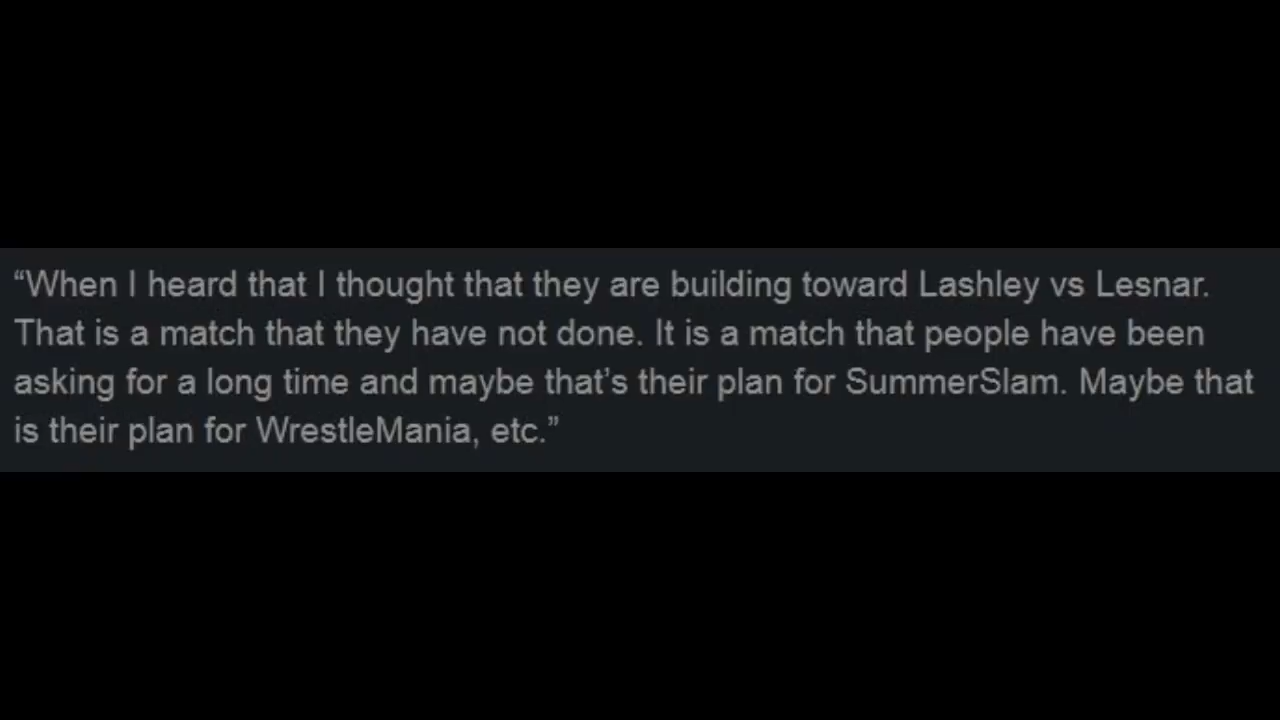 “When I heard that I thought that they are building toward Lashley vs Lesnar.
That is a match that they have not done. It is a match that people have been
asking for a long time and maybe that’s their plan for SummerSlam. Maybe that
is their plan for WrestleMania, etc.”